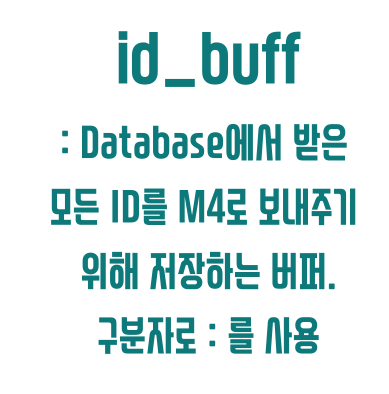 id_buff
: Database에서 받은
모든 ID를 M4로 보내주기
위해 저장하는 버퍼.
구분자로 : 를 사용